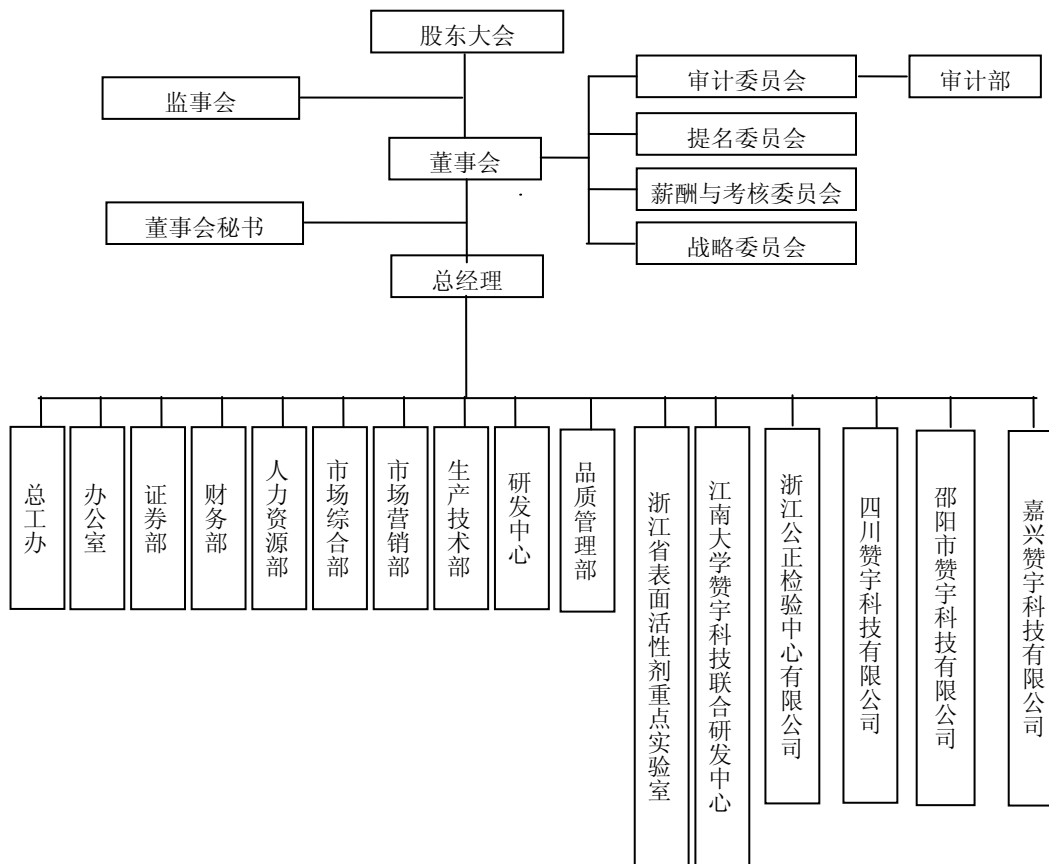 股东大会
监事会
审计委员会
审计部
提名委员会
董事会
薪酬与考核委员会
董事会秘书
战略委员会
总经理
总工办
办公室
证券部
财务部
人力资源部
市场综合部
市场营销部
生产技术部
研发中心
品质管理部
浙江省表面活性剂重点实验室
江南大学赞宇科技联合研发中心
浙江公正检验中心有限公司
四川赞宇科技有限公司
邵阳市赞宇科技有限公司
嘉兴赞宇科技有限公司